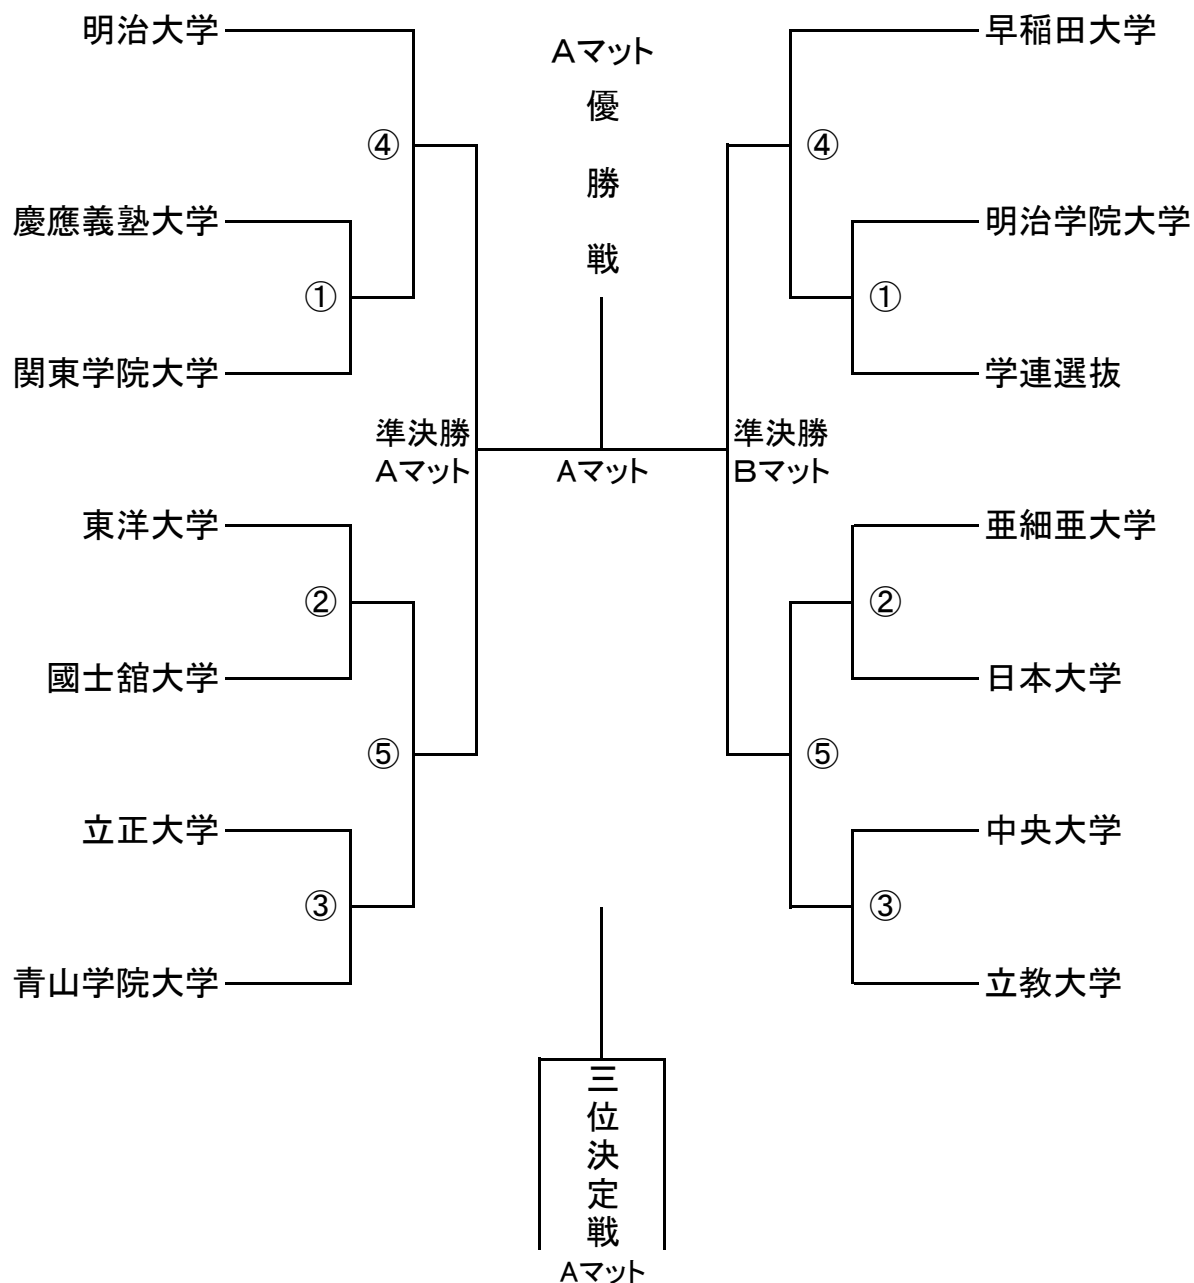 明治大学
④
慶應義塾大学
①
関東学院大学
準決勝
Aマット
東洋大学
②
國士舘大学
⑤
立正大学
③
青山学院大学
Aマット
優
勝
戦
Aマット
早稲田大学
④
明治学院大学
①
学連選抜
準決勝
Bマット
亜細亜大学
②
日本大学
⑤
中央大学
③
立教大学
三
位
決
定
戦
Aマット